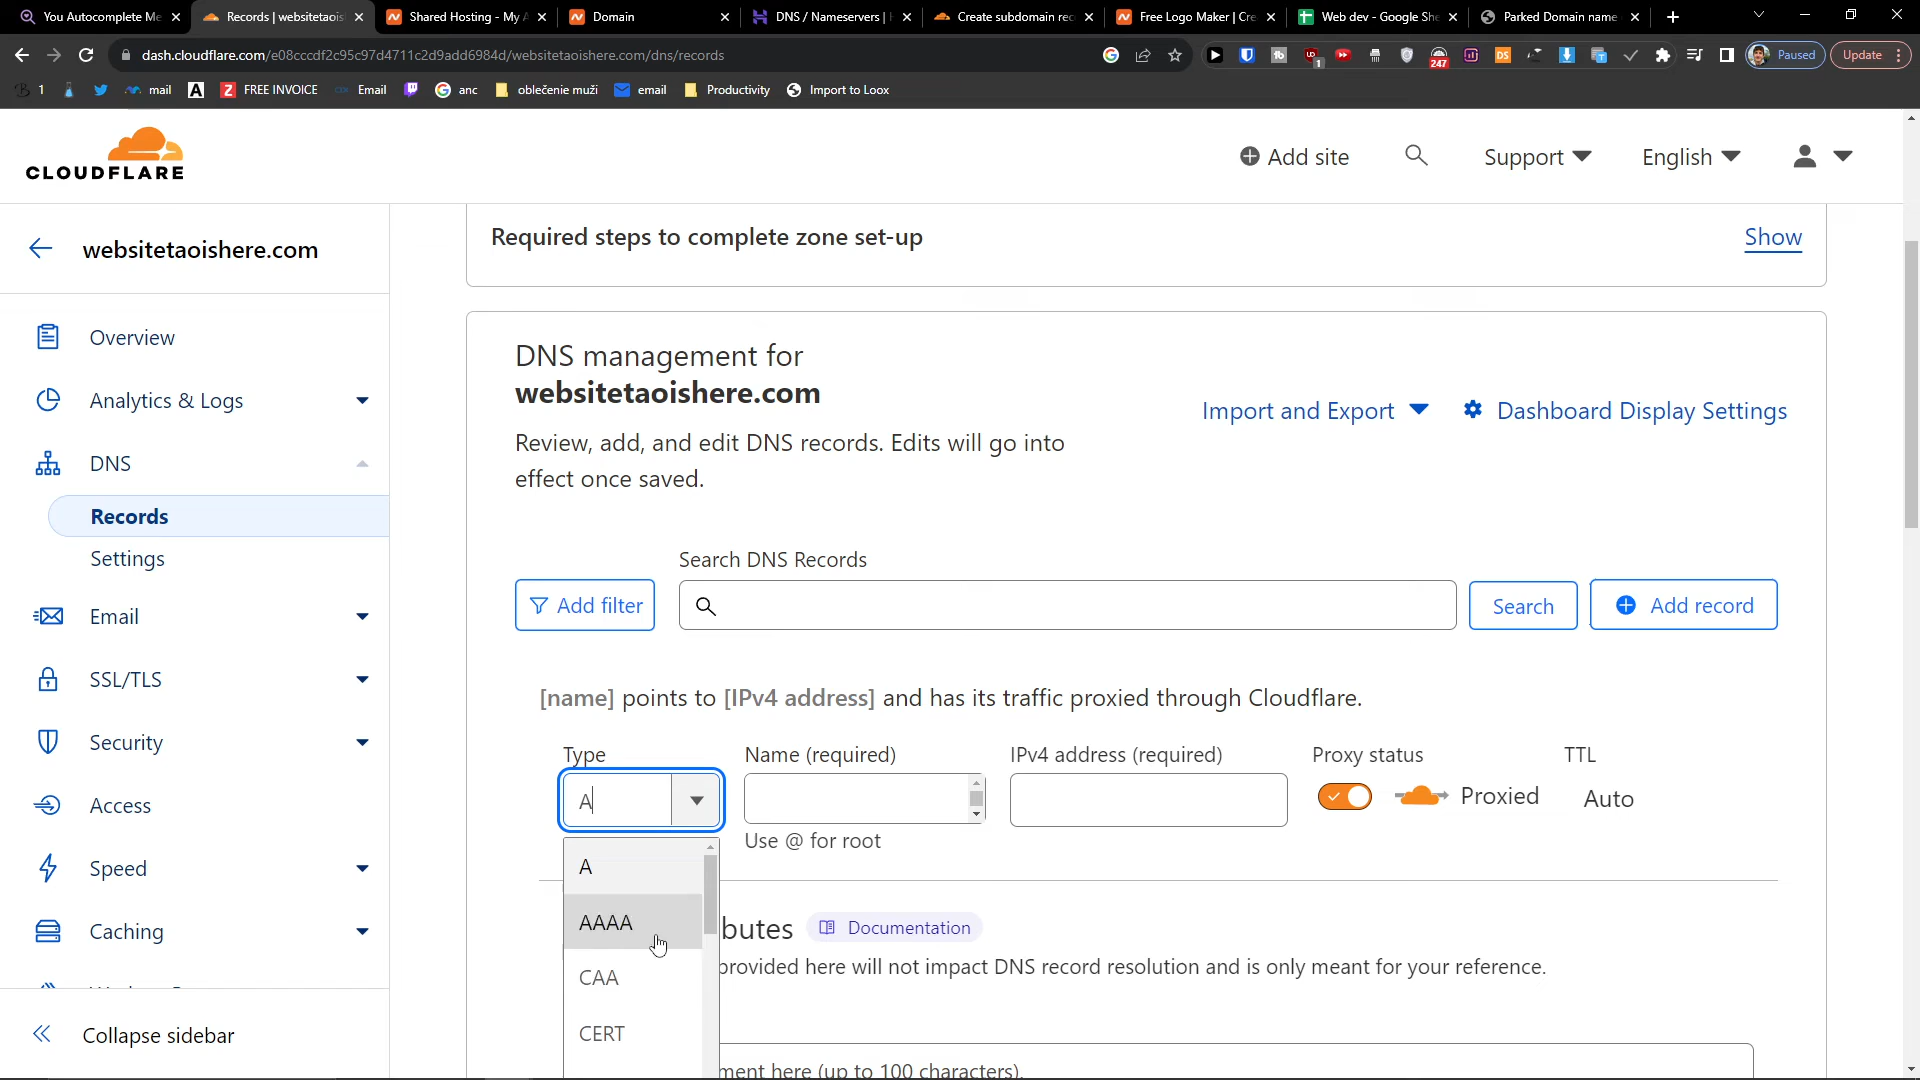 You Autocomplete Me
Records | websitetaois
Shared Hosting - My A
Domain
DNS / Nameservers | H
Create subdomain rec
Free Logo Maker | Cre
Web dev - Google She
Parked Domain name
dash.cloudflare.com/e08cccdf2c95c97d4711c2d9add6984d/websitetaoishere.com/dns/records
1
247
Paused
Update
1
mail
FREE INVOICE
Email
anc
oblečenie muži
email
Productivity
Import to Loox
CLOUDFLARE
Add site
Support
English
websitetaoishere.com
Overview
Analytics & Logs
DNS
Records
Settings
Email
SSL/TLS
Security
Access
Speed
Caching
Collapse sidebar
Required steps to complete zone set-up
Show
DNS management for
websitetaoishere.com
Import and Export
Dashboard Display Settings
Review, add, and edit DNS records. Edits will go into
effect once saved.
Search DNS Records
Add filter
Search
Add record
[name] points to [IPv4 address] and has its traffic proxied through Cloudflare.
Type
Name (required)
IPv4 address (required)
Proxy status
TTL
A
Proxied
Auto
Use @ for root
A
AAAA
CAA
CERT
butes
Documentation
provided here will not impact DNS record resolution and is only meant for your reference.
ment here (up to 100 characters).